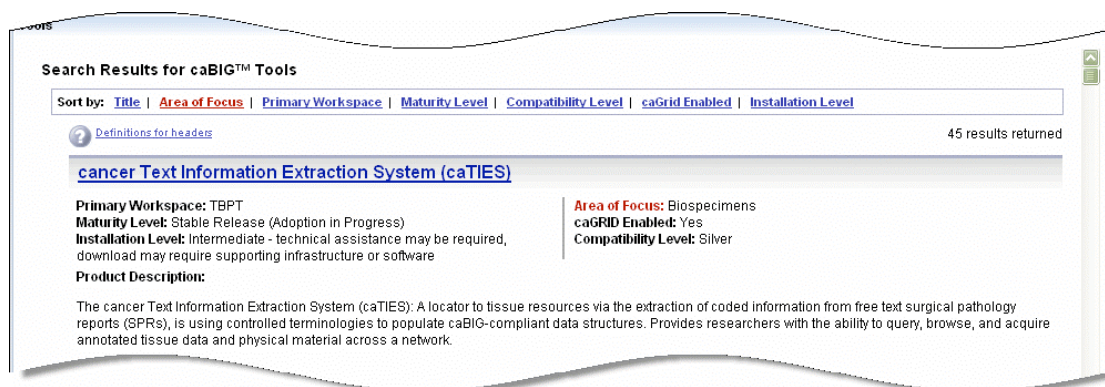 Search Results for caBIG™ Tools
Sort by: Title | Area of Focus | Primary Workspace | Maturity Level | Compatibility Level | caGrid Enabled | Installation Level
Definitions for headers
45 results returned
cancer Text Information Extraction System (caTIES)
Primary Workspace: TBPT
Maturity Level: Stable Release (Adoption in Progress)
Installation Level: Intermediate - technical assistance may be required,
download may require supporting infrastructure or software
Area of Focus: Biospecimens
caGRID Enabled: Yes
Compatibility Level: Silver
Product Description:
The cancer Text Information Extraction System (caTIES): A locator to tissue resources via the extraction of coded information from free text surgical pathology
reports (SPRs), is using controlled terminologies to populate caBIG-compliant data structures. Provides researchers with the ability to query, browse, and acquire
annotated tissue data and physical material across a network.